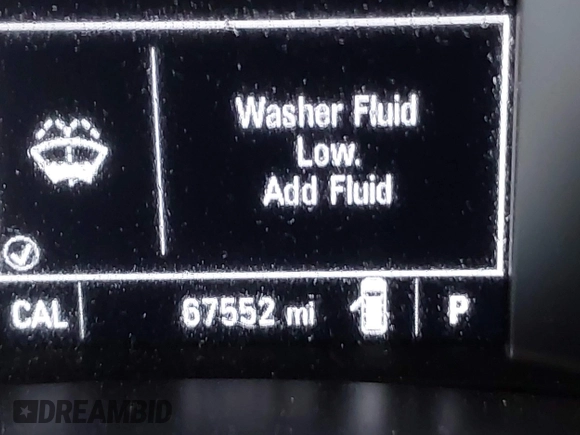 Washer Fluid
Low.
Add Fluid
CAL 67552 mi P
DREAMBID